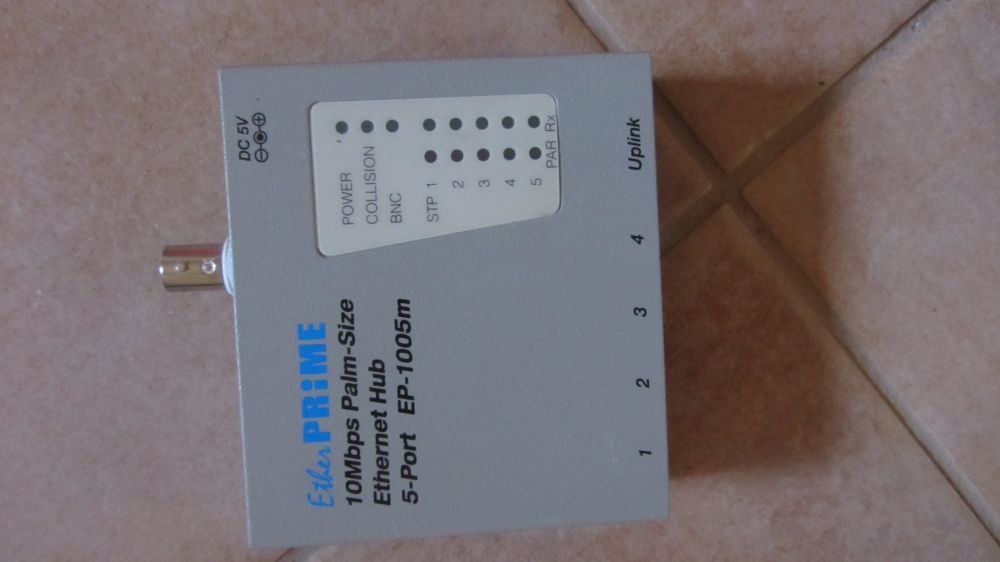 EtherPRiME
10Mbps Palm-Size
Ethernet Hub
5-Port EP-1005m
DC 5V
POWER
COLLISION
BNC
STP 1
2
3
4
5
PAR Rx
1 2 3 4 Uplink